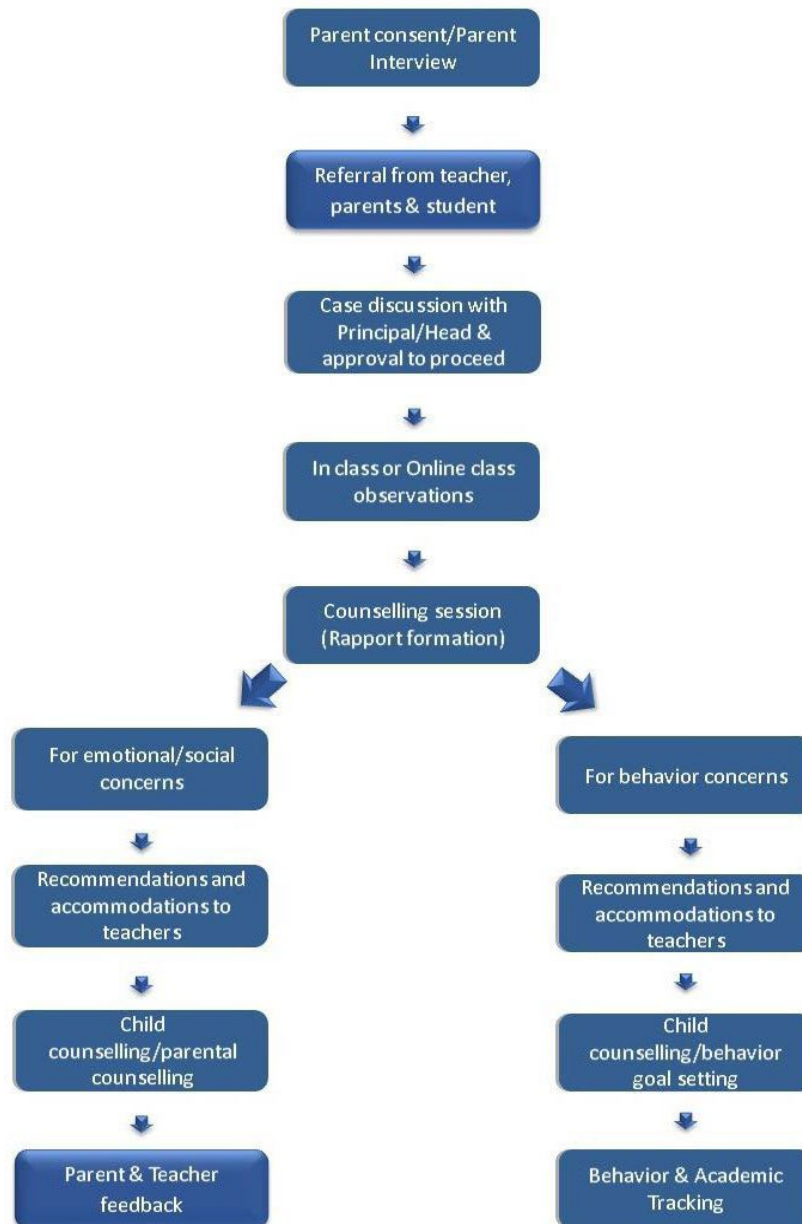 Parent consent/Parent
Interview
Referral from teacher,
parents & student
Case discussion with
Principal/Head &
approval to proceed
In class or Online class
observations
Counselling session
(Rapport formation)
For emotional/social
concerns
Recommendations and
accommodations to
teachers
Child
counselling/parental
counselling
Parent & Teacher
feedback
For behavior concerns
Recommendations and
accommodations to
teachers
Child
counselling/behavior
goal setting
Behavior & Academic
Tracking